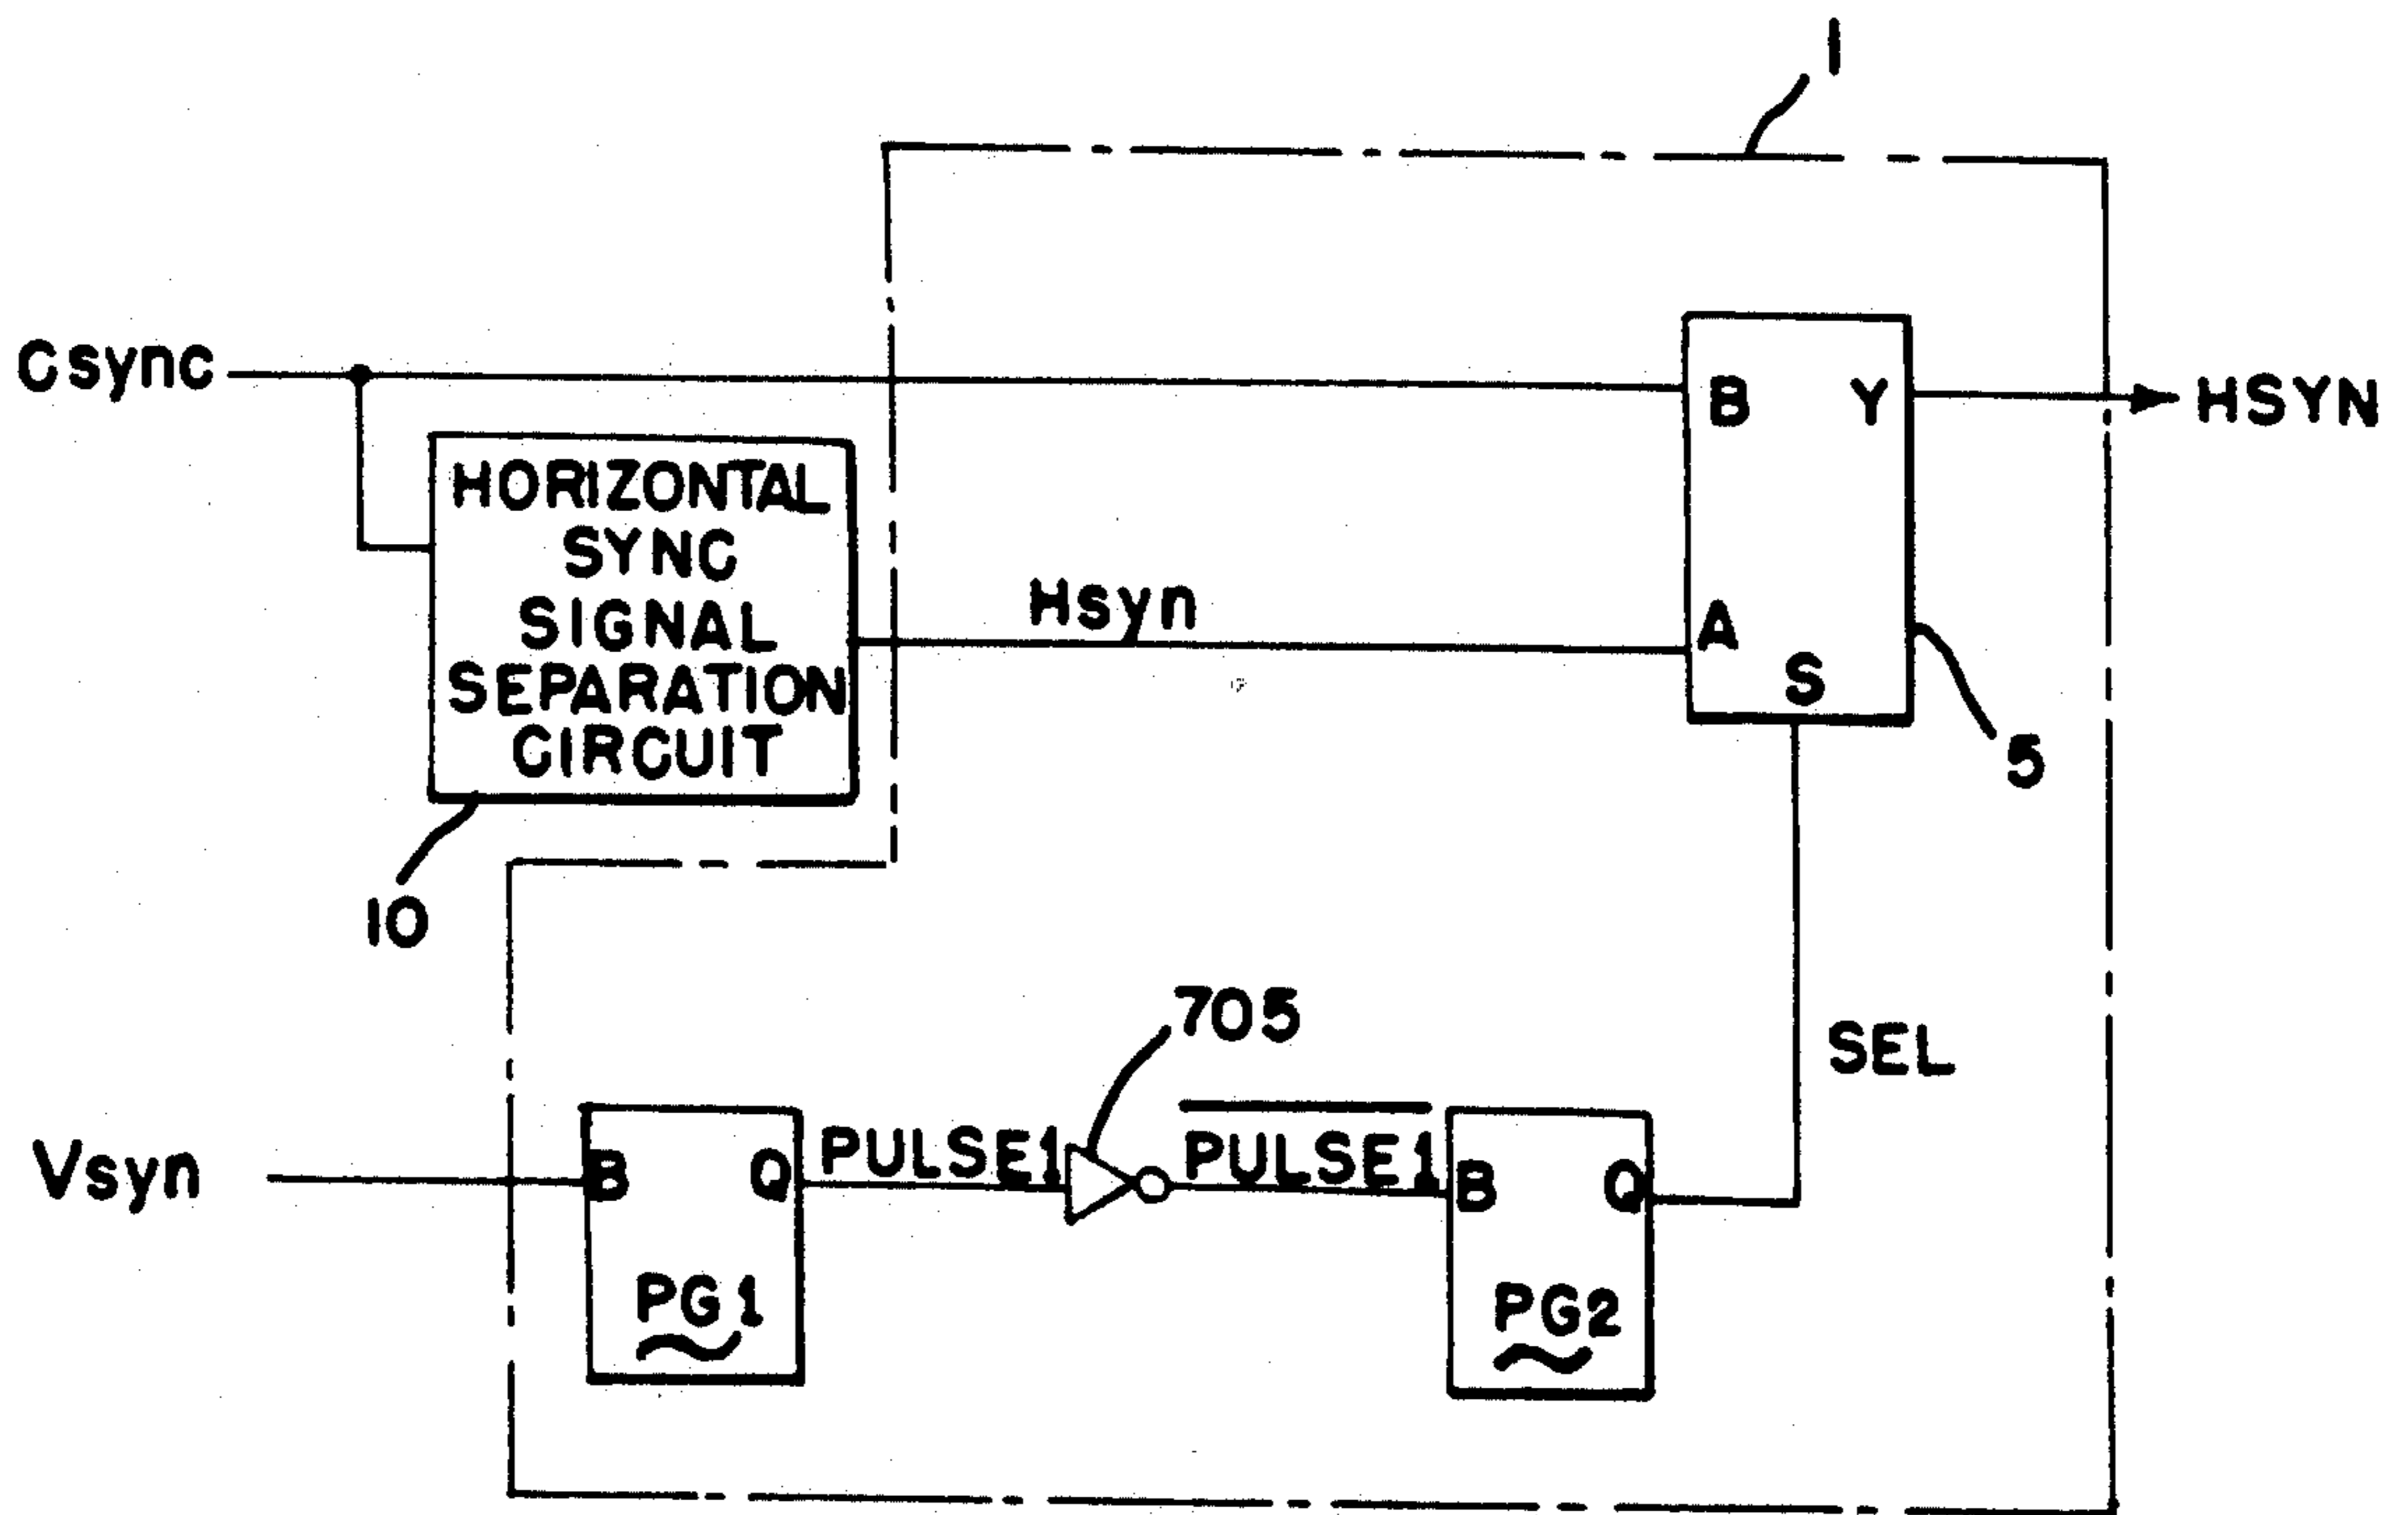 1
Csync
B Y
HSYN
HORIZONTAL
SYNC
SIGNAL
SEPARATION
CIRCUIT
Hsyn
A
S
5
10
705
SEL
Vsyn
B Q
PULSE1
PULSE1
B Q
PG1
PG2